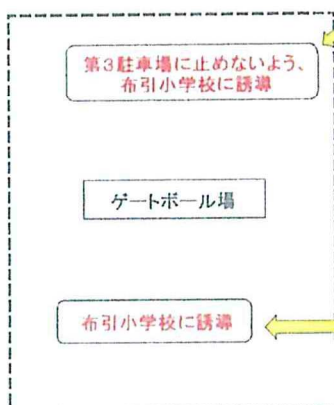 第3駐車場に止めないよう、
布引小学校に誘導
ゲートボール場
布引小学校に誘導